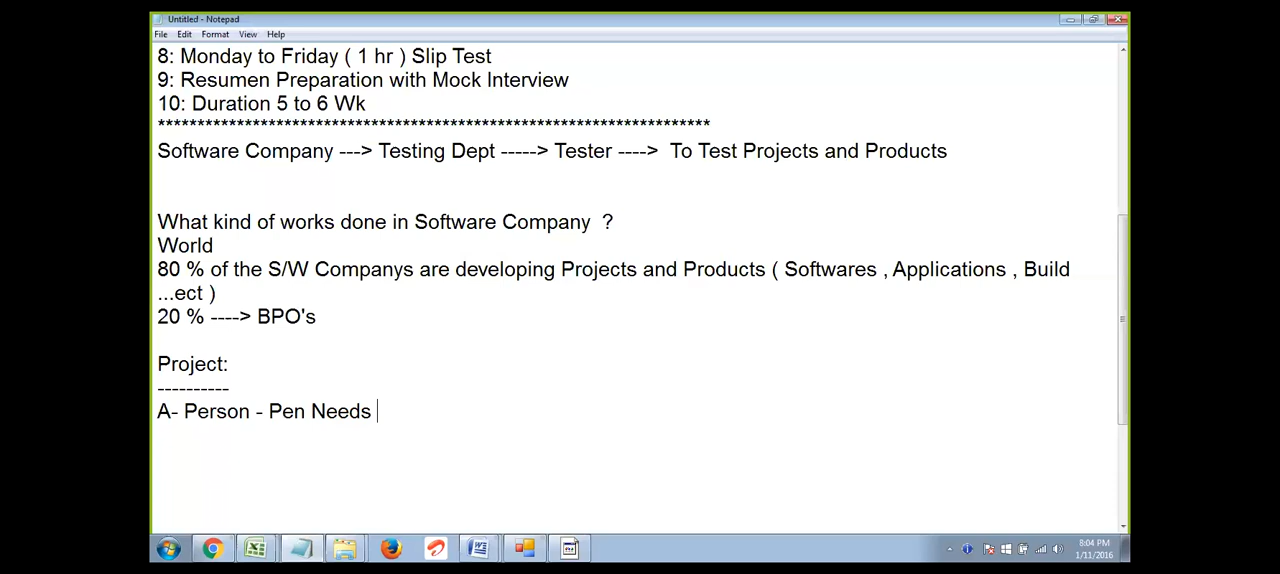 Untitled - Notepad
File Edit Format View Help
8: Monday to Friday ( 1 hr ) Slip Test
9: Resumen Preparation with Mock Interview
10: Duration 5 to 6 Wk
**********************************************************************
Software Company ---> Testing Dept -----> Tester ----> To Test Projects and Products
What kind of works done in Software Company ?
World
80 % of the S/W Companys are developing Projects and Products ( Softwares , Applications , Build
...ect )
20 % ----> BPO's
Project:
----------
A- Person - Pen Needs
8:04 PM
1/11/2016